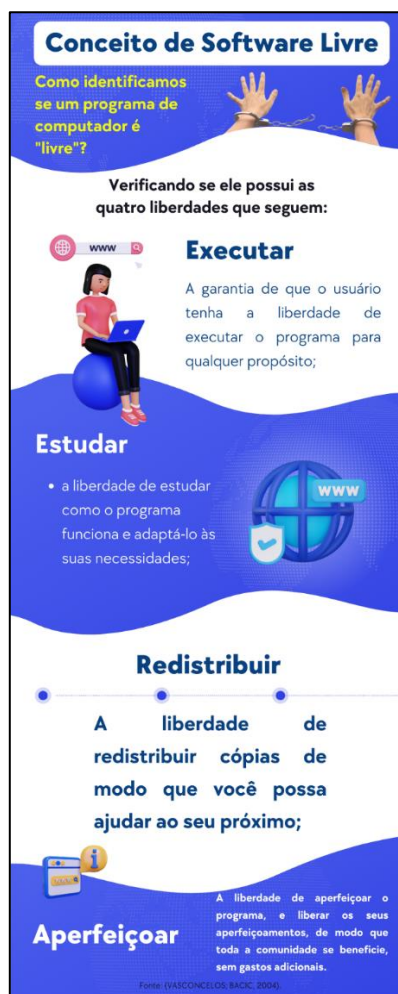 Conceito de Software Livre
Como identificamos
se um programa de
computador é
"livre"?
Verificando se ele possui as
quatro liberdades que seguem:
www
Executar
A garantia de que o usuário
tenha a liberdade de
executar o programa para
qualquer propósito;
Estudar
• a liberdade de estudar
como o programa
funciona e adaptá-lo às
suas necessidades;
www
Redistribuir
A liberdade de
redistribuir cópias de
modo que você possa
ajudar ao seu próximo;
i
Aperfeiçoar
A liberdade de aperfeiçoar o
programa, e liberar os seus
aperfeiçoamentos, de modo que
toda a comunidade se beneficie,
sem gastos adicionais.
Fonte: (VASCONCELOS; BACIC, 2004).